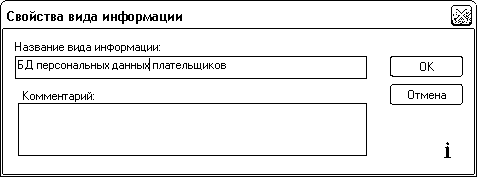 Свойства вида информации
Название вида информации:
БД персональных данных плательщиков
OK
Отмена
Комментарий:
i